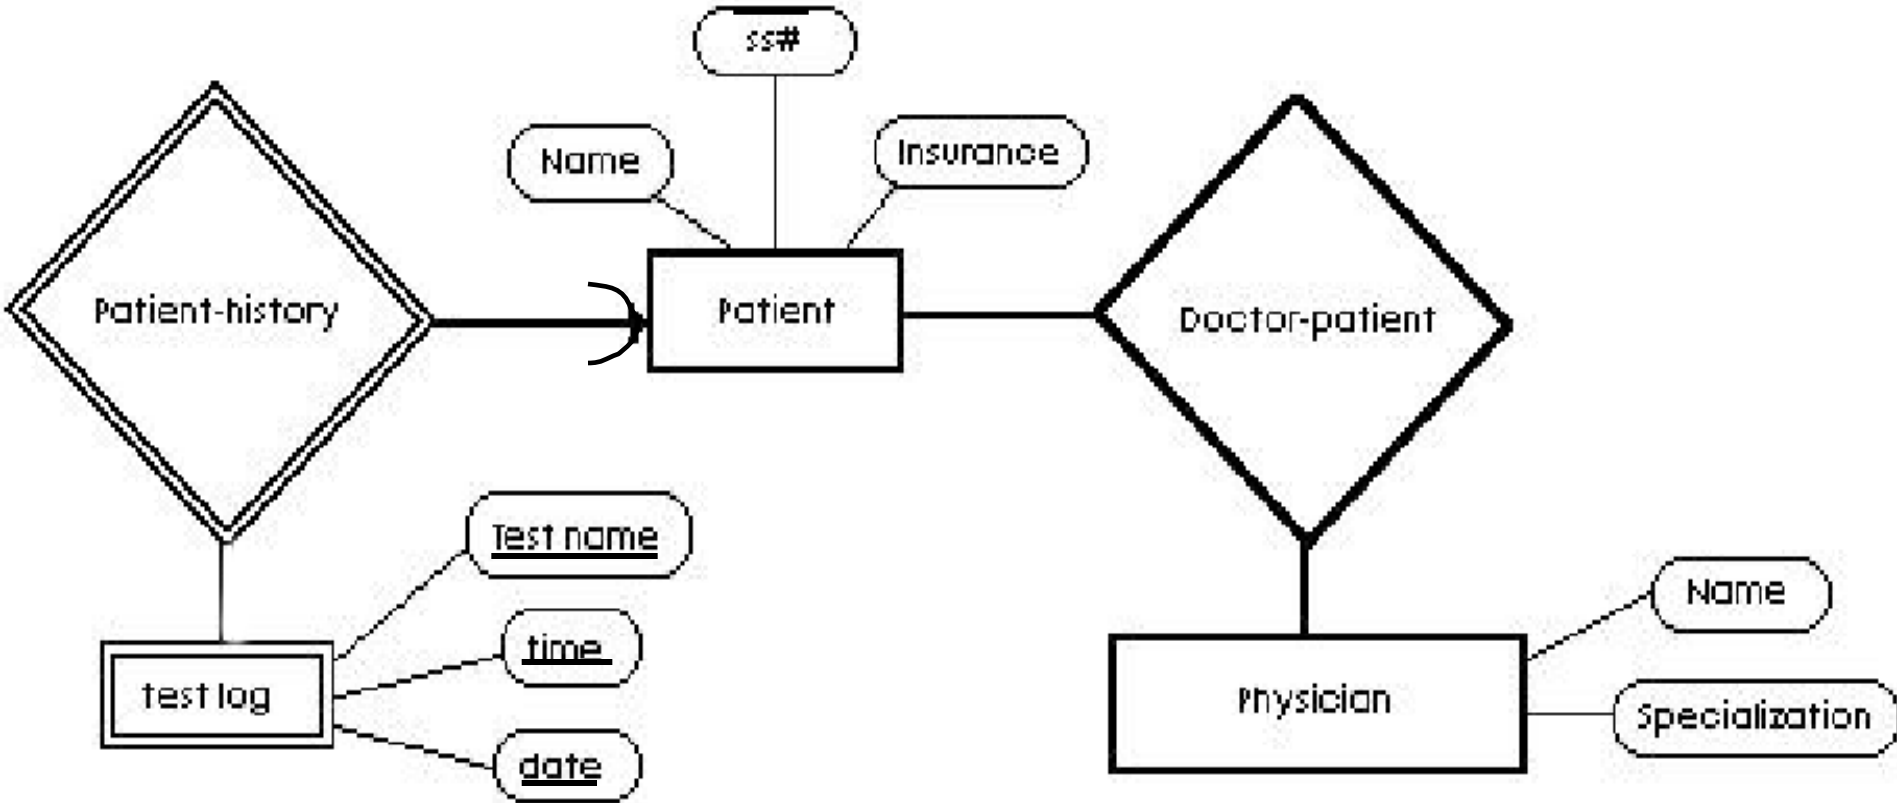 ss#
Name
Insurance
Patient-history
Patient
Doctor-patient
Test name
time
test log
date
Name
Physician
Specialization